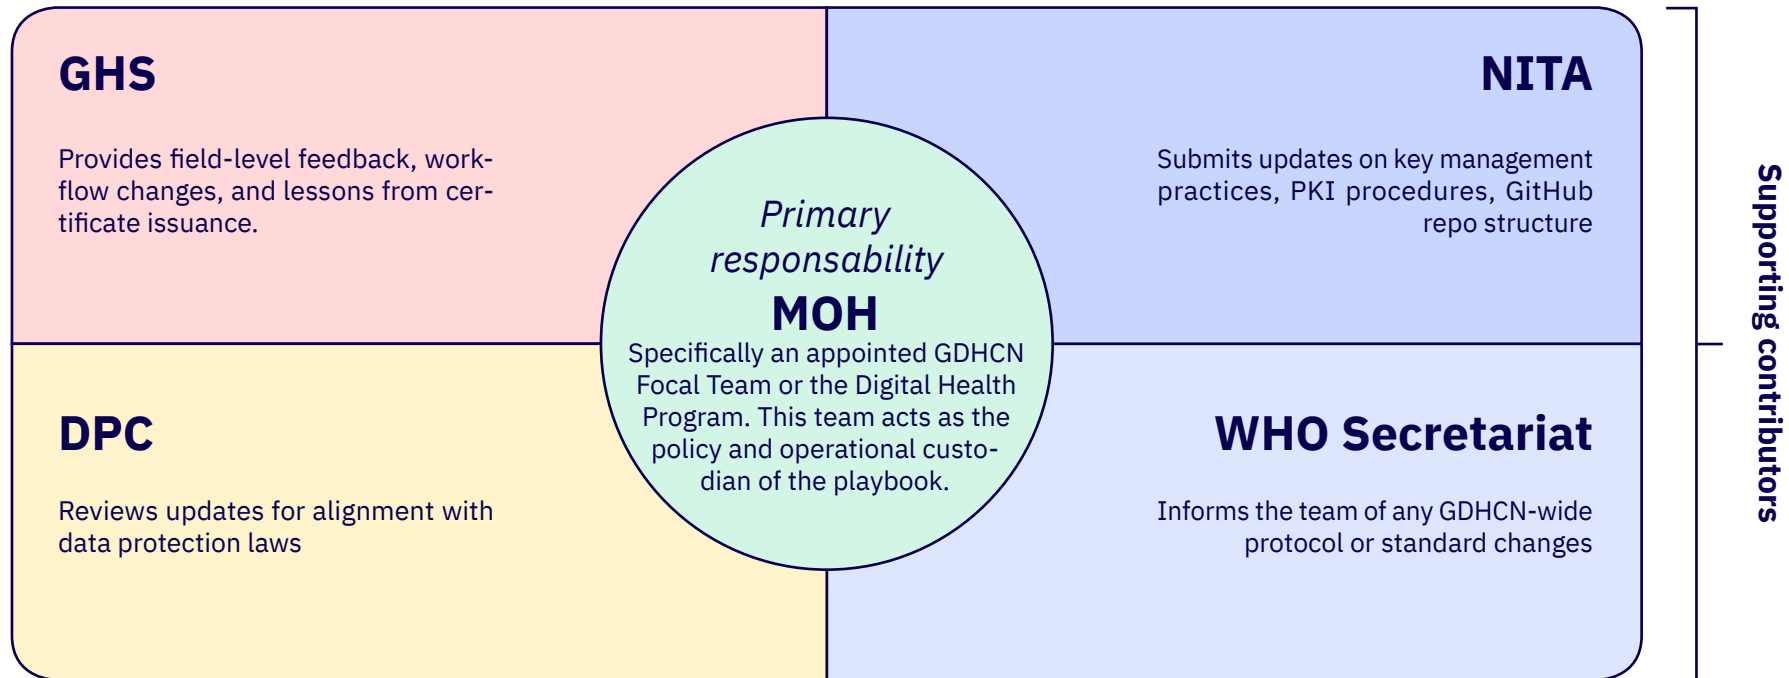 GHS
Provides field-level feedback, work-
flow changes, and lessons from cer-
tificate issuance.
NITA
Submits updates on key management
practices, PKI procedures, GitHub
repo structure
Primary
responsability
MOH
Specifically an appointed GDHCN
Focal Team or the Digital Health
Program. This team acts as the
policy and operational custo-
dian of the playbook.
DPC
Reviews updates for alignment with
data protection laws
WHO Secretariat
Informs the team of any GDHCN-wide
protocol or standard changes
Supporting contributors